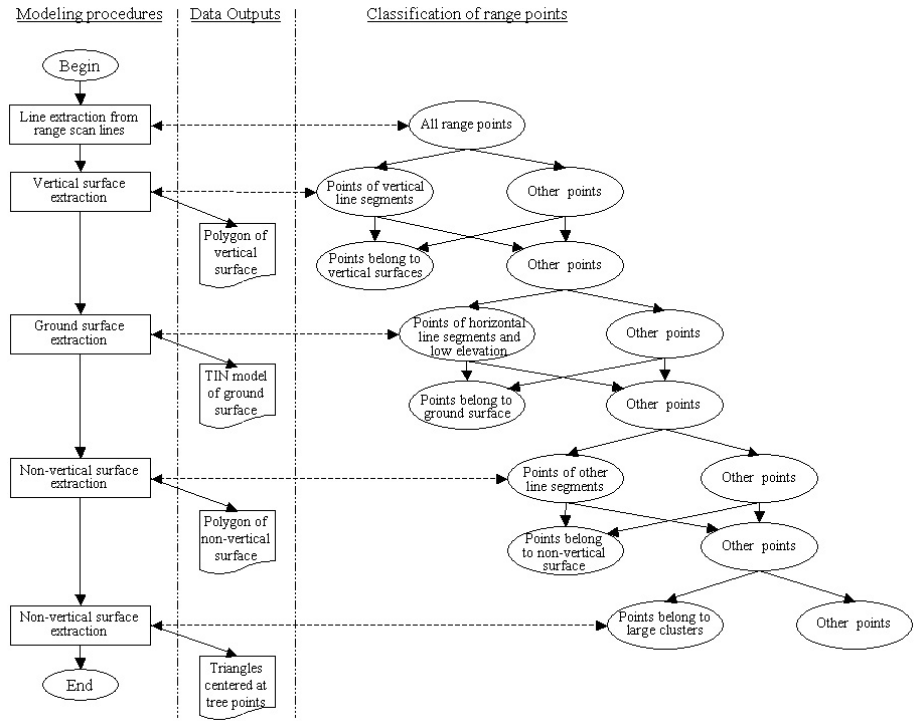 Modeling procedures
Data Outputs
Classification of range points
Begin
Line extraction from
range scan lines
All range points
Vertical surface
extraction
Points of vertical
line segments
Other points
Polygon of
vertical
surface
Points belong to
vertical surfaces
Other points
Ground surface
extraction
Points of horizontal
line segments and
low elevation
Other points
TIN model
of ground
surface
Points belong to
ground surface
Other points
Non-vertical surface
extraction
Points of other
line segments
Other points
Polygon of
non-vertical
surface
Points belong
to non-vertical
surface
Other points
Non-vertical surface
extraction
Points belong to
large clusters
Other points
Triangles
centered at
tree points
End